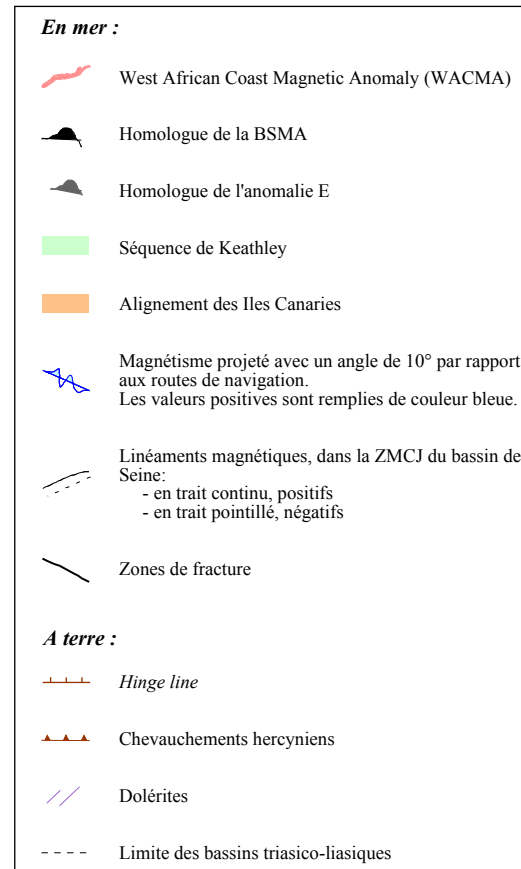 En mer :
West African Coast Magnetic Anomaly (WACMA)
Homologue de la BSMA
Homologue de l'anomalie E
Séquence de Keathley
Alignement des Iles Canaries
Magnétisme projeté avec un angle de 10° par rapport
aux routes de navigation.
Les valeurs positives sont remplies de couleur bleue.
Linéaments magnétiques, dans la ZMCJ du bassin de
Seine:
- en trait continu, positifs
- en trait pointillé, négatifs
Zones de fracture
A terre :
Hinge line
Chevauchements hercyniens
Dolérites
Limite des bassins triasico-liasiques